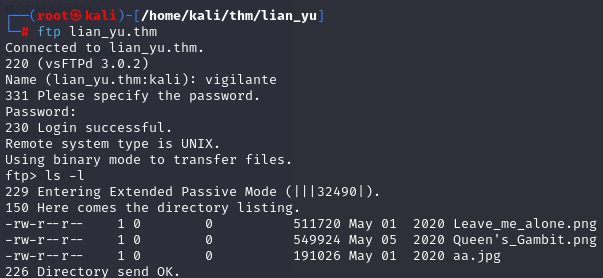 ┌──(root㉿kali)-[/home/kali/thm/lian_yu]
└─# ftp lian_yu.thm
Connected to lian_yu.thm.
220 (vsFTPd 3.0.2)
Name (lian_yu.thm:kali): vigilante
331 Please specify the password.
Password:
230 Login successful.
Remote system type is UNIX.
Using binary mode to transfer files.
ftp> ls -l
229 Entering Extended Passive Mode (|||32490|).
150 Here comes the directory listing.
-rw-r--r--    1 0        0          511720 May 01  2020 Leave_me_alone.png
-rw-r--r--    1 0        0          549924 May 05  2020 Queen's_Gambit.png
-rw-r--r--    1 0        0          191026 May 01  2020 aa.jpg
226 Directory send OK.